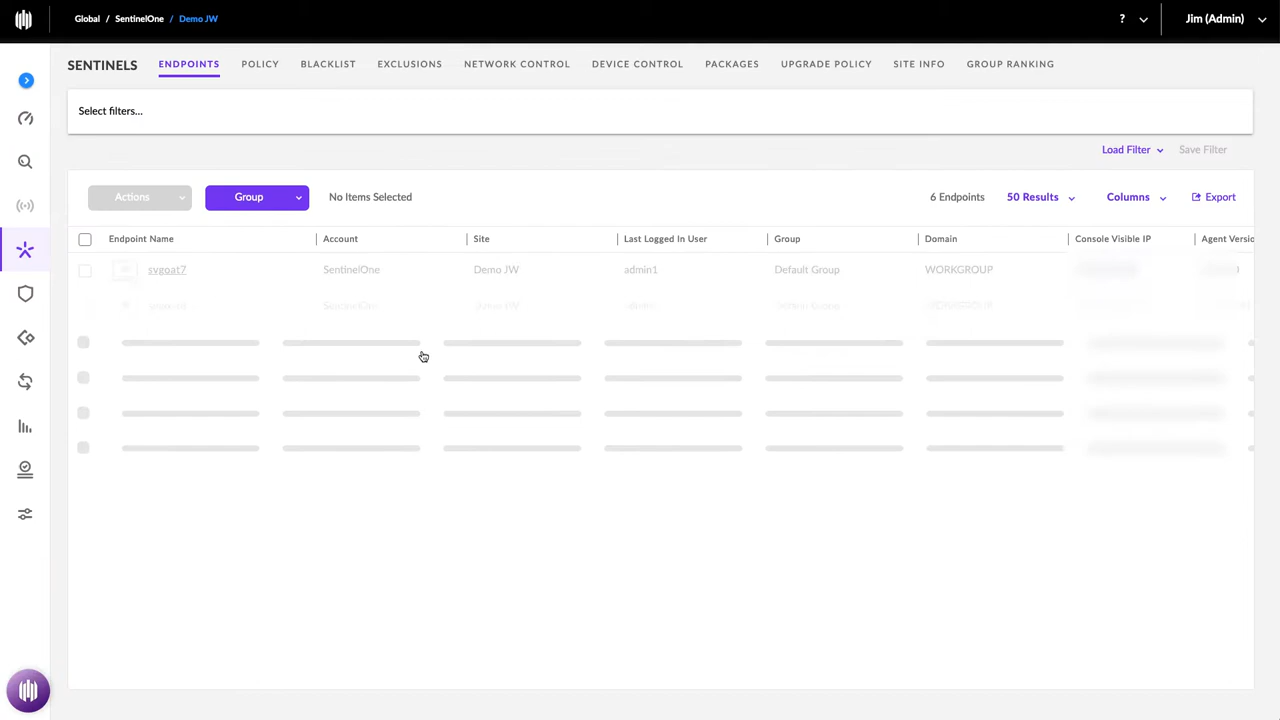 Global / SentinelOne / Demo JW
? Jim (Admin)
SENTINELS ENDPOINTS POLICY BLACKLIST EXCLUSIONS NETWORK CONTROL DEVICE CONTROL PACKAGES UPGRADE POLICY SITE INFO GROUP RANKING
Select filters...
Load Filter Save Filter
Actions Group No Items Selected 6 Endpoints 50 Results Columns Export
Endpoint Name Account Site Last Logged In User Group Domain Console Visible IP Agent Versio
svgoat7 SentinelOne Demo JW admin1 Default Group WORKGROUP